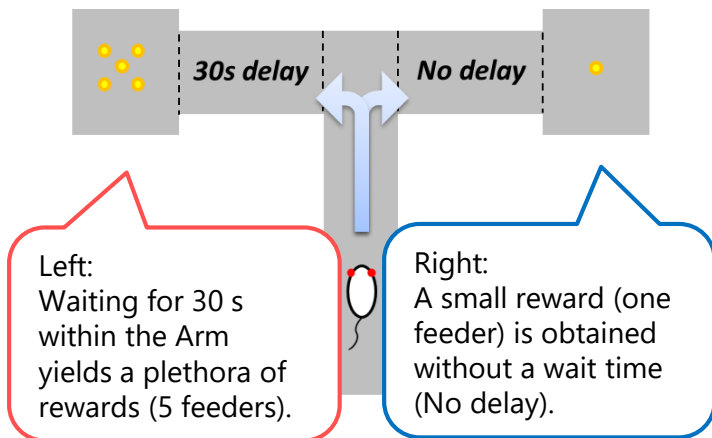 30s delay
No delay
Left:
Waiting for 30 s
within the Arm
yields a plethora of
rewards (5 feeders).
Right:
A small reward (one
feeder) is obtained
without a wait time
(No delay).